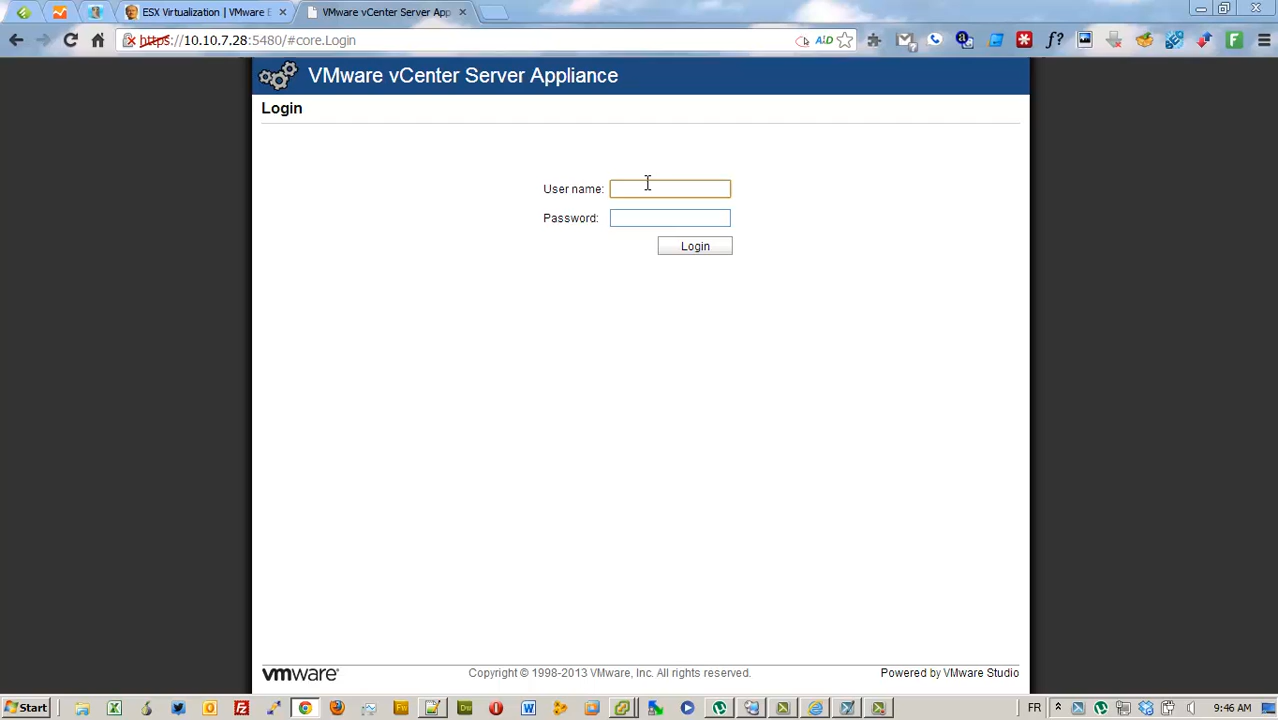 ESX Virtualization | VMware E
VMware vCenter Server App
https://10.10.7.28:5480/#core.Login
VMware vCenter Server Appliance
Login
User name:
Password:
Login
vmware
Copyright © 1998-2013 VMware, Inc. All rights reserved.
Powered by VMware Studio
Start
FR
9:46 AM